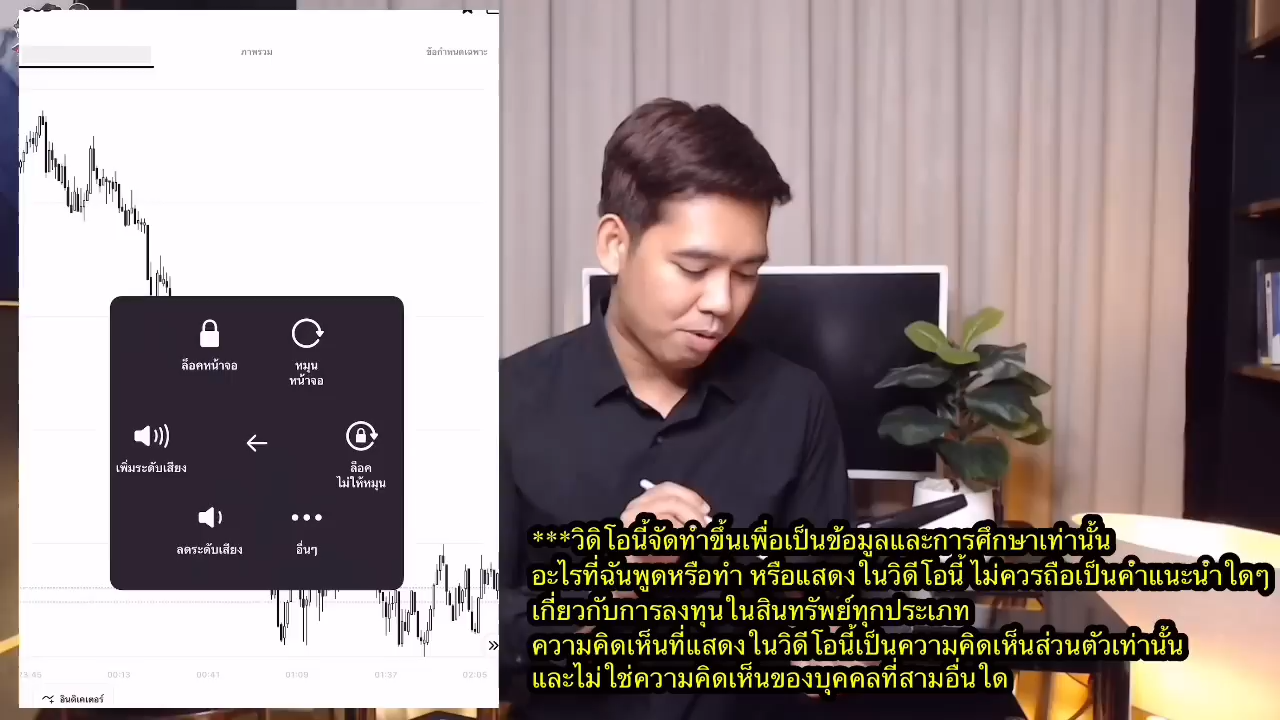 ภาพรวม
ข้อกำหนดเฉพาะ
ล็อคหน้าจอ
หมุน
หน้าจอ
เพิ่มระดับเสียง
ล็อค
ไม่ให้หมุน
ลดระดับเสียง
อื่นๆ
3:45 00:13 00:41 01:09 01:37 02:05
อินดิเคเตอร์
***วิดิโอนี้จัดทำขึ้นเพื่อเป็นข้อมูลและการศึกษาเท่านั้น
อะไรที่ฉันพูดหรือทำ หรือแสดงในวิดีโอนี้ ไม่ควรถือเป็นคำแนะนำใดๆ
เกี่ยวกับการลงทุนในสินทรัพย์ทุกประเภท
ความคิดเห็นที่แสดงในวิดีโอนี้เป็นความคิดเห็นส่วนตัวเท่านั้น
และไม่ใช่ความคิดเห็นของบุคคลที่สามอื่นใด